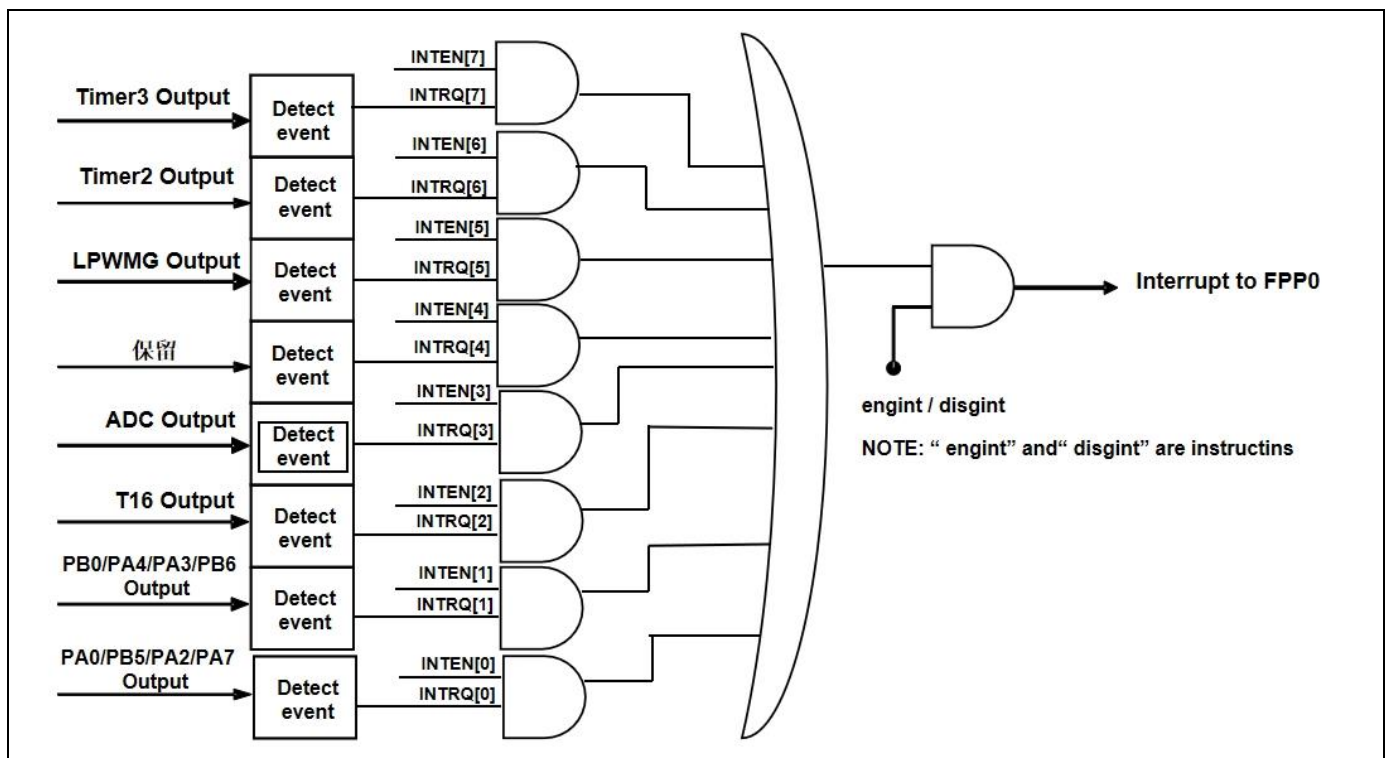 Timer3 Output
Detect
event
INTEN[7]
INTRQ[7]
Timer2 Output
Detect
event
INTEN[6]
INTRQ[6]
LPWMG Output
Detect
event
INTEN[5]
INTRQ[5]
保留
Detect
event
INTEN[4]
INTRQ[4]
ADC Output
Detect
event
INTEN[3]
INTRQ[3]
T16 Output
Detect
event
INTEN[2]
INTRQ[2]
PB0/PA4/PA3/PB6
Output
Detect
event
INTEN[1]
INTRQ[1]
PA0/PB5/PA2/PA7
Output
Detect
event
INTEN[0]
INTRQ[0]
Interrupt to FPP0
engint / disgint
NOTE: “ engint” and“ disgint” are instructins